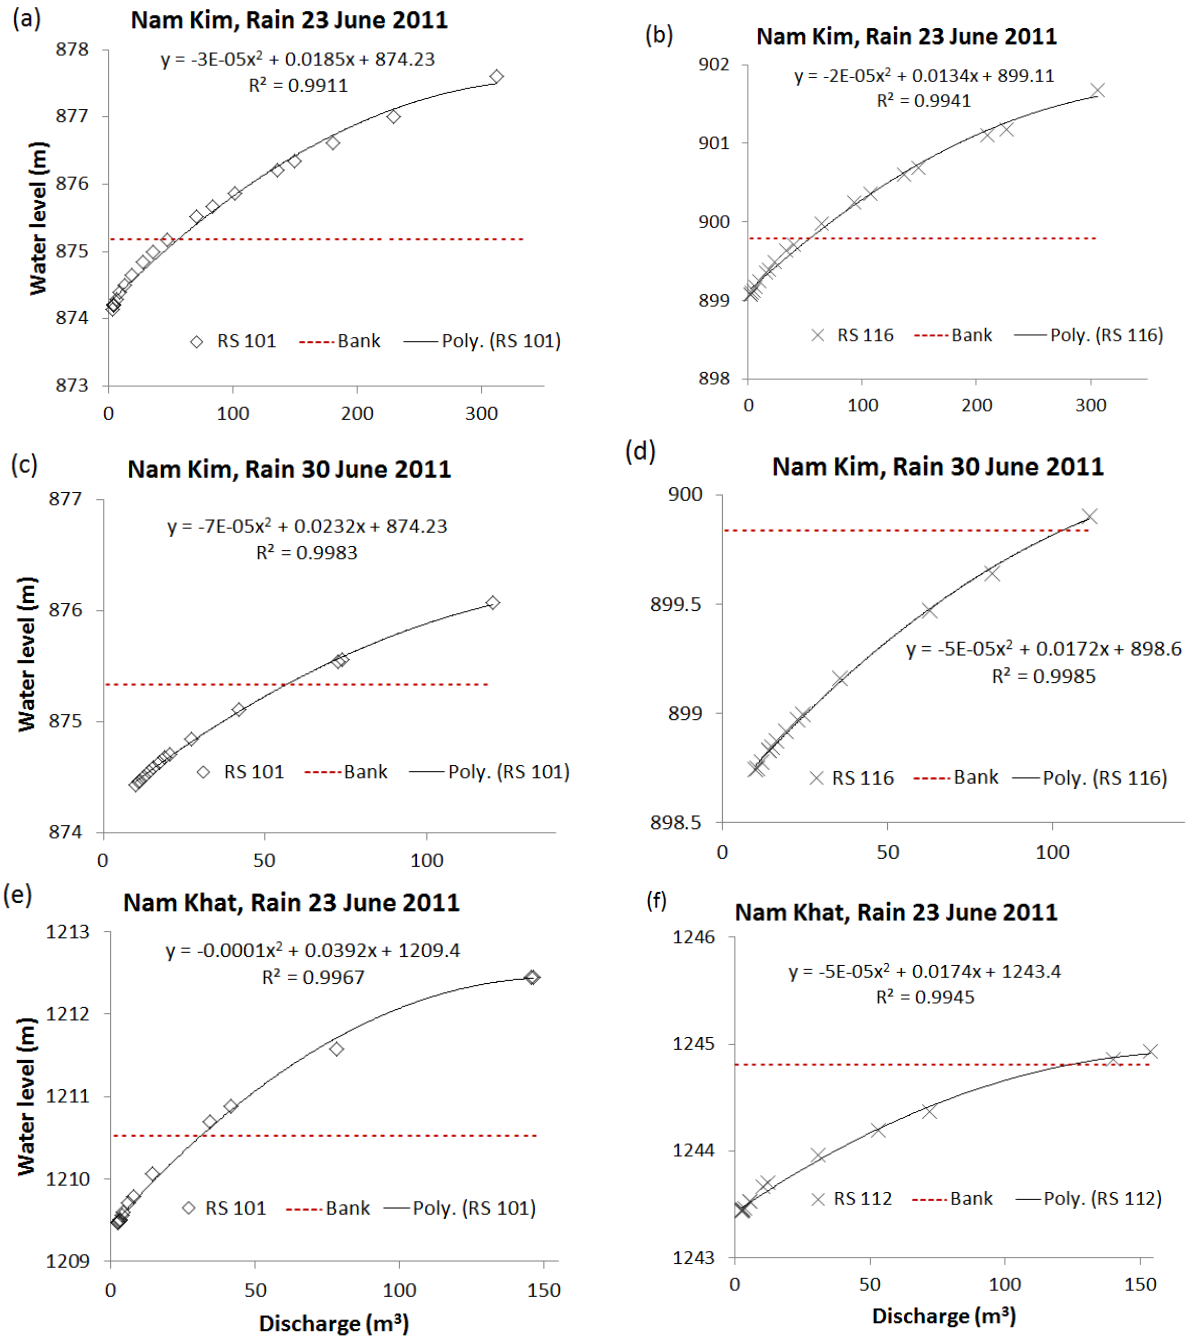 (a)
Nam Kim, Rain 23 June 2011
y = -3E-05x² + 0.0185x + 874.23
R² = 0.9911
878
877
876
875
874
873
Water level (m)
0 100 200 300
RS 101 Bank Poly. (RS 101)
(b)
Nam Kim, Rain 23 June 2011
y = -2E-05x² + 0.0134x + 899.11
R² = 0.9941
902
901
900
899
898
0 100 200 300
RS 116 Bank Poly. (RS 116)
(c)
Nam Kim, Rain 30 June 2011
y = -7E-05x² + 0.0232x + 874.23
R² = 0.9983
877
876
875
874
Water level (m)
0 50 100
RS 101 Bank Poly. (RS 101)
(d)
Nam Kim, Rain 30 June 2011
900
899.5
899
898.5
y = -5E-05x² + 0.0172x + 898.6
R² = 0.9985
RS 116 Bank Poly. (RS 116)
0 50 100
(e)
Nam Khat, Rain 23 June 2011
y = -0.0001x² + 0.0392x + 1209.4
R² = 0.9967
1213
1212
1211
1210
1209
Water level (m)
RS 101 Bank Poly. (RS 101)
0 50 100 150
Discharge (m³)
(f)
Nam Khat, Rain 23 June 2011
y = -5E-05x² + 0.0174x + 1243.4
R² = 0.9945
1246
1245
1244
1243
RS 112 Bank Poly. (RS 112)
0 50 100 150
Discharge (m³)